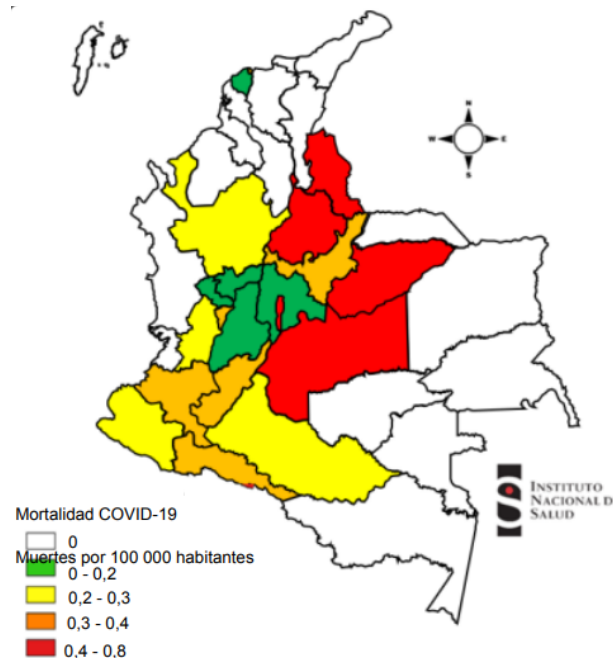 N
W E
S
INSTITUTO
NACIONAL D
SALUD
Mortalidad COVID-19
0
Muertes por 100 000 habitantes
0 - 0,2
0,2 - 0,3
0,3 - 0,4
0,4 - 0,8